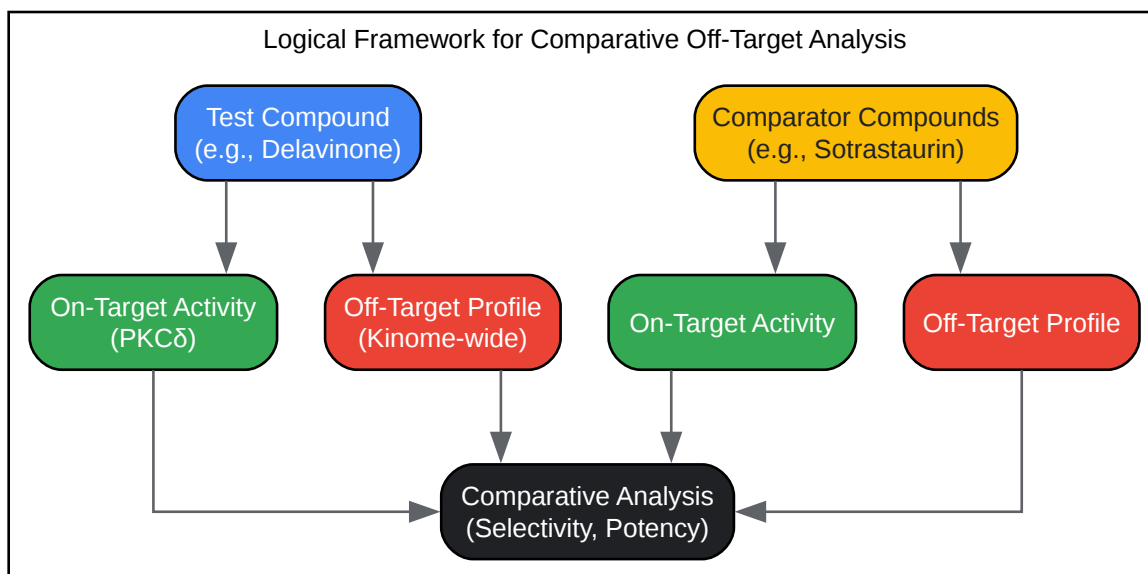 Logical Framework for Comparative Off-Target Analysis
Test Compound
(e.g., Delavinone)
Comparator Compounds
(e.g., Sotrastaurin)
On-Target Activity
(PKCδ)
Off-Target Profile
(Kinome-wide)
On-Target Activity
Off-Target Profile
Comparative Analysis
(Selectivity, Potency)